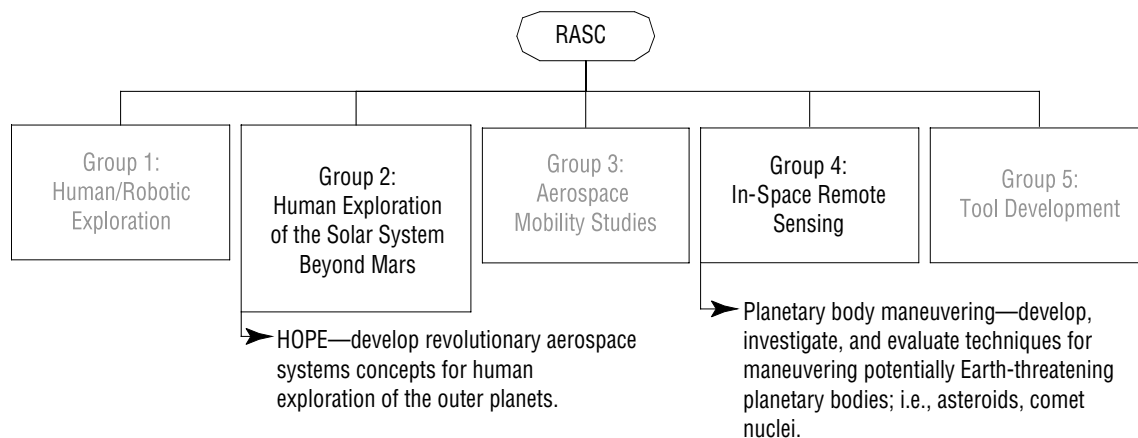 RASC
Group 1:
Human/Robotic
Exploration
Group 2:
Human Exploration
of the Solar System
Beyond Mars
Group 3:
Aerospace
Mobility Studies
Group 4:
In-Space Remote
Sensing
Group 5:
Tool Development
HOPE—develop revolutionary aerospace
systems concepts for human
exploration of the outer planets.
Planetary body maneuvering—develop,
investigate, and evaluate techniques for
maneuvering potentially Earth-threatening
planetary bodies; i.e., asteroids, comet
nuclei.